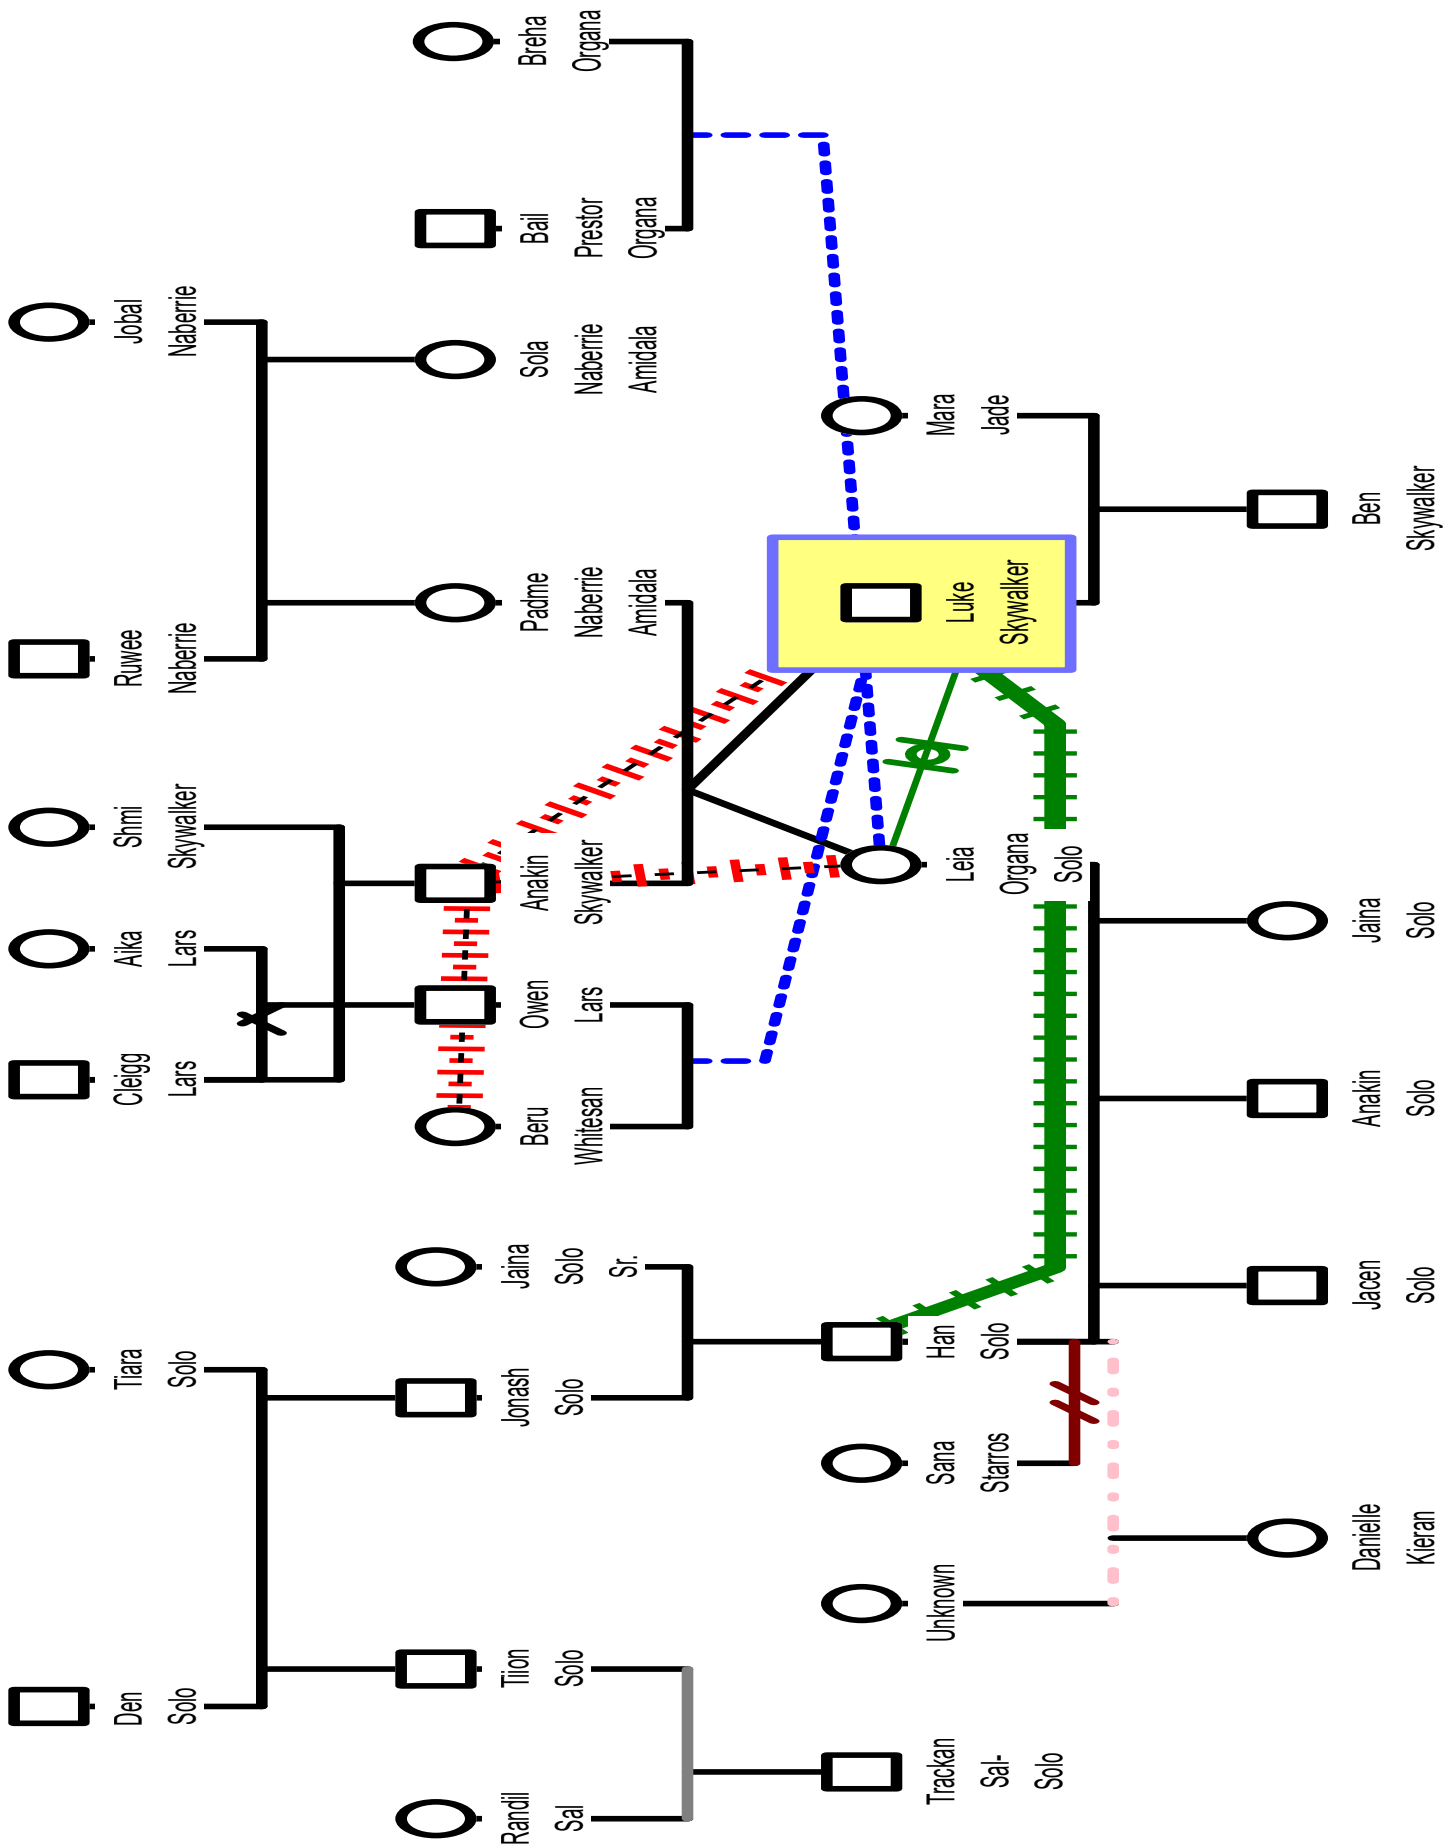 Den
Solo
Tiara
Solo
Cleigg
Lars
Aika
Lars
Shmi
Skywalker
Ruwee
Naberrie
Jobal
Naberrie
Randil
Sal
Tiion
Solo
Jonash
Solo
Jaina
Solo
Sr.
Beru
Whitesan
Owen
Lars
Anakin
Skywalker
Padme
Naberrie
Amidala
Sola
Naberrie
Amidala
Bail
Prestor
Organa
Breha
Organa
Trackan
Sal-
Solo
Unknown
Sana
Starros
Han
Solo
Leia
Organa
Solo
Luke
Skywalker
Mara
Jade
Danielle
Kieran
Jacen
Solo
Anakin
Solo
Jaina
Solo
Ben
Skywalker